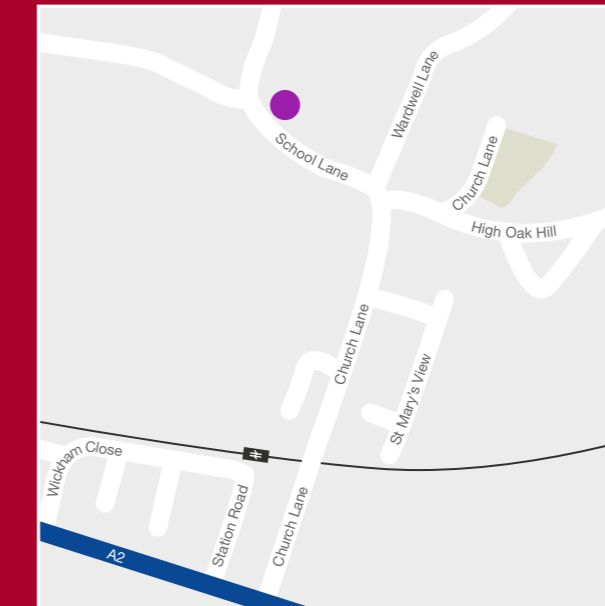 Wardwell Lane
School Lane
Church Lane
High Oak Hill
Church Lane
St Mary's View
Wickham Close
Station Road
Church Lane
A2